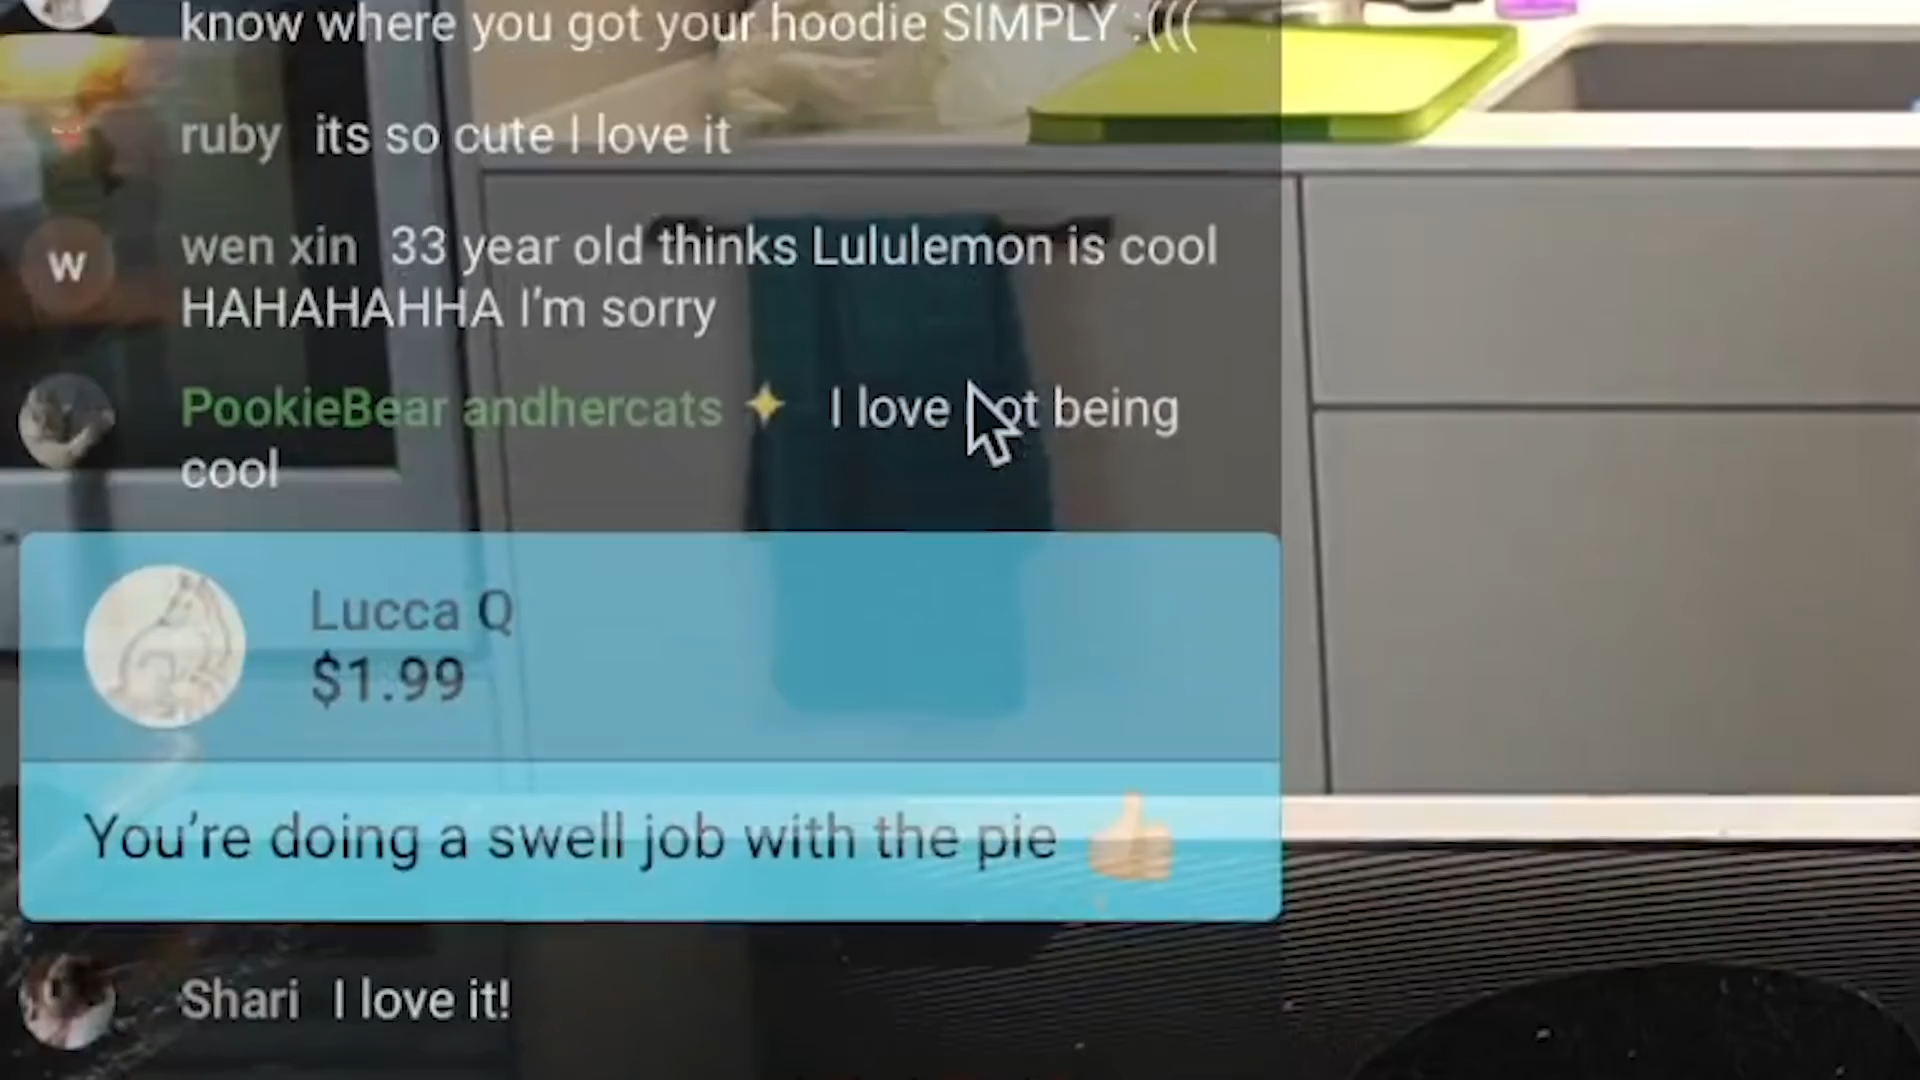 know where you got your hoodie SIMPLY :(((
ruby its so cute I love it
w
wen xin 33 year old thinks Lululemon is cool
HAHAHAHHA I'm sorry
PookieBear andhercats I love not being
cool
Lucca Q
$1.99
You're doing a swell job with the pie 👍🏼
Shari I love it!